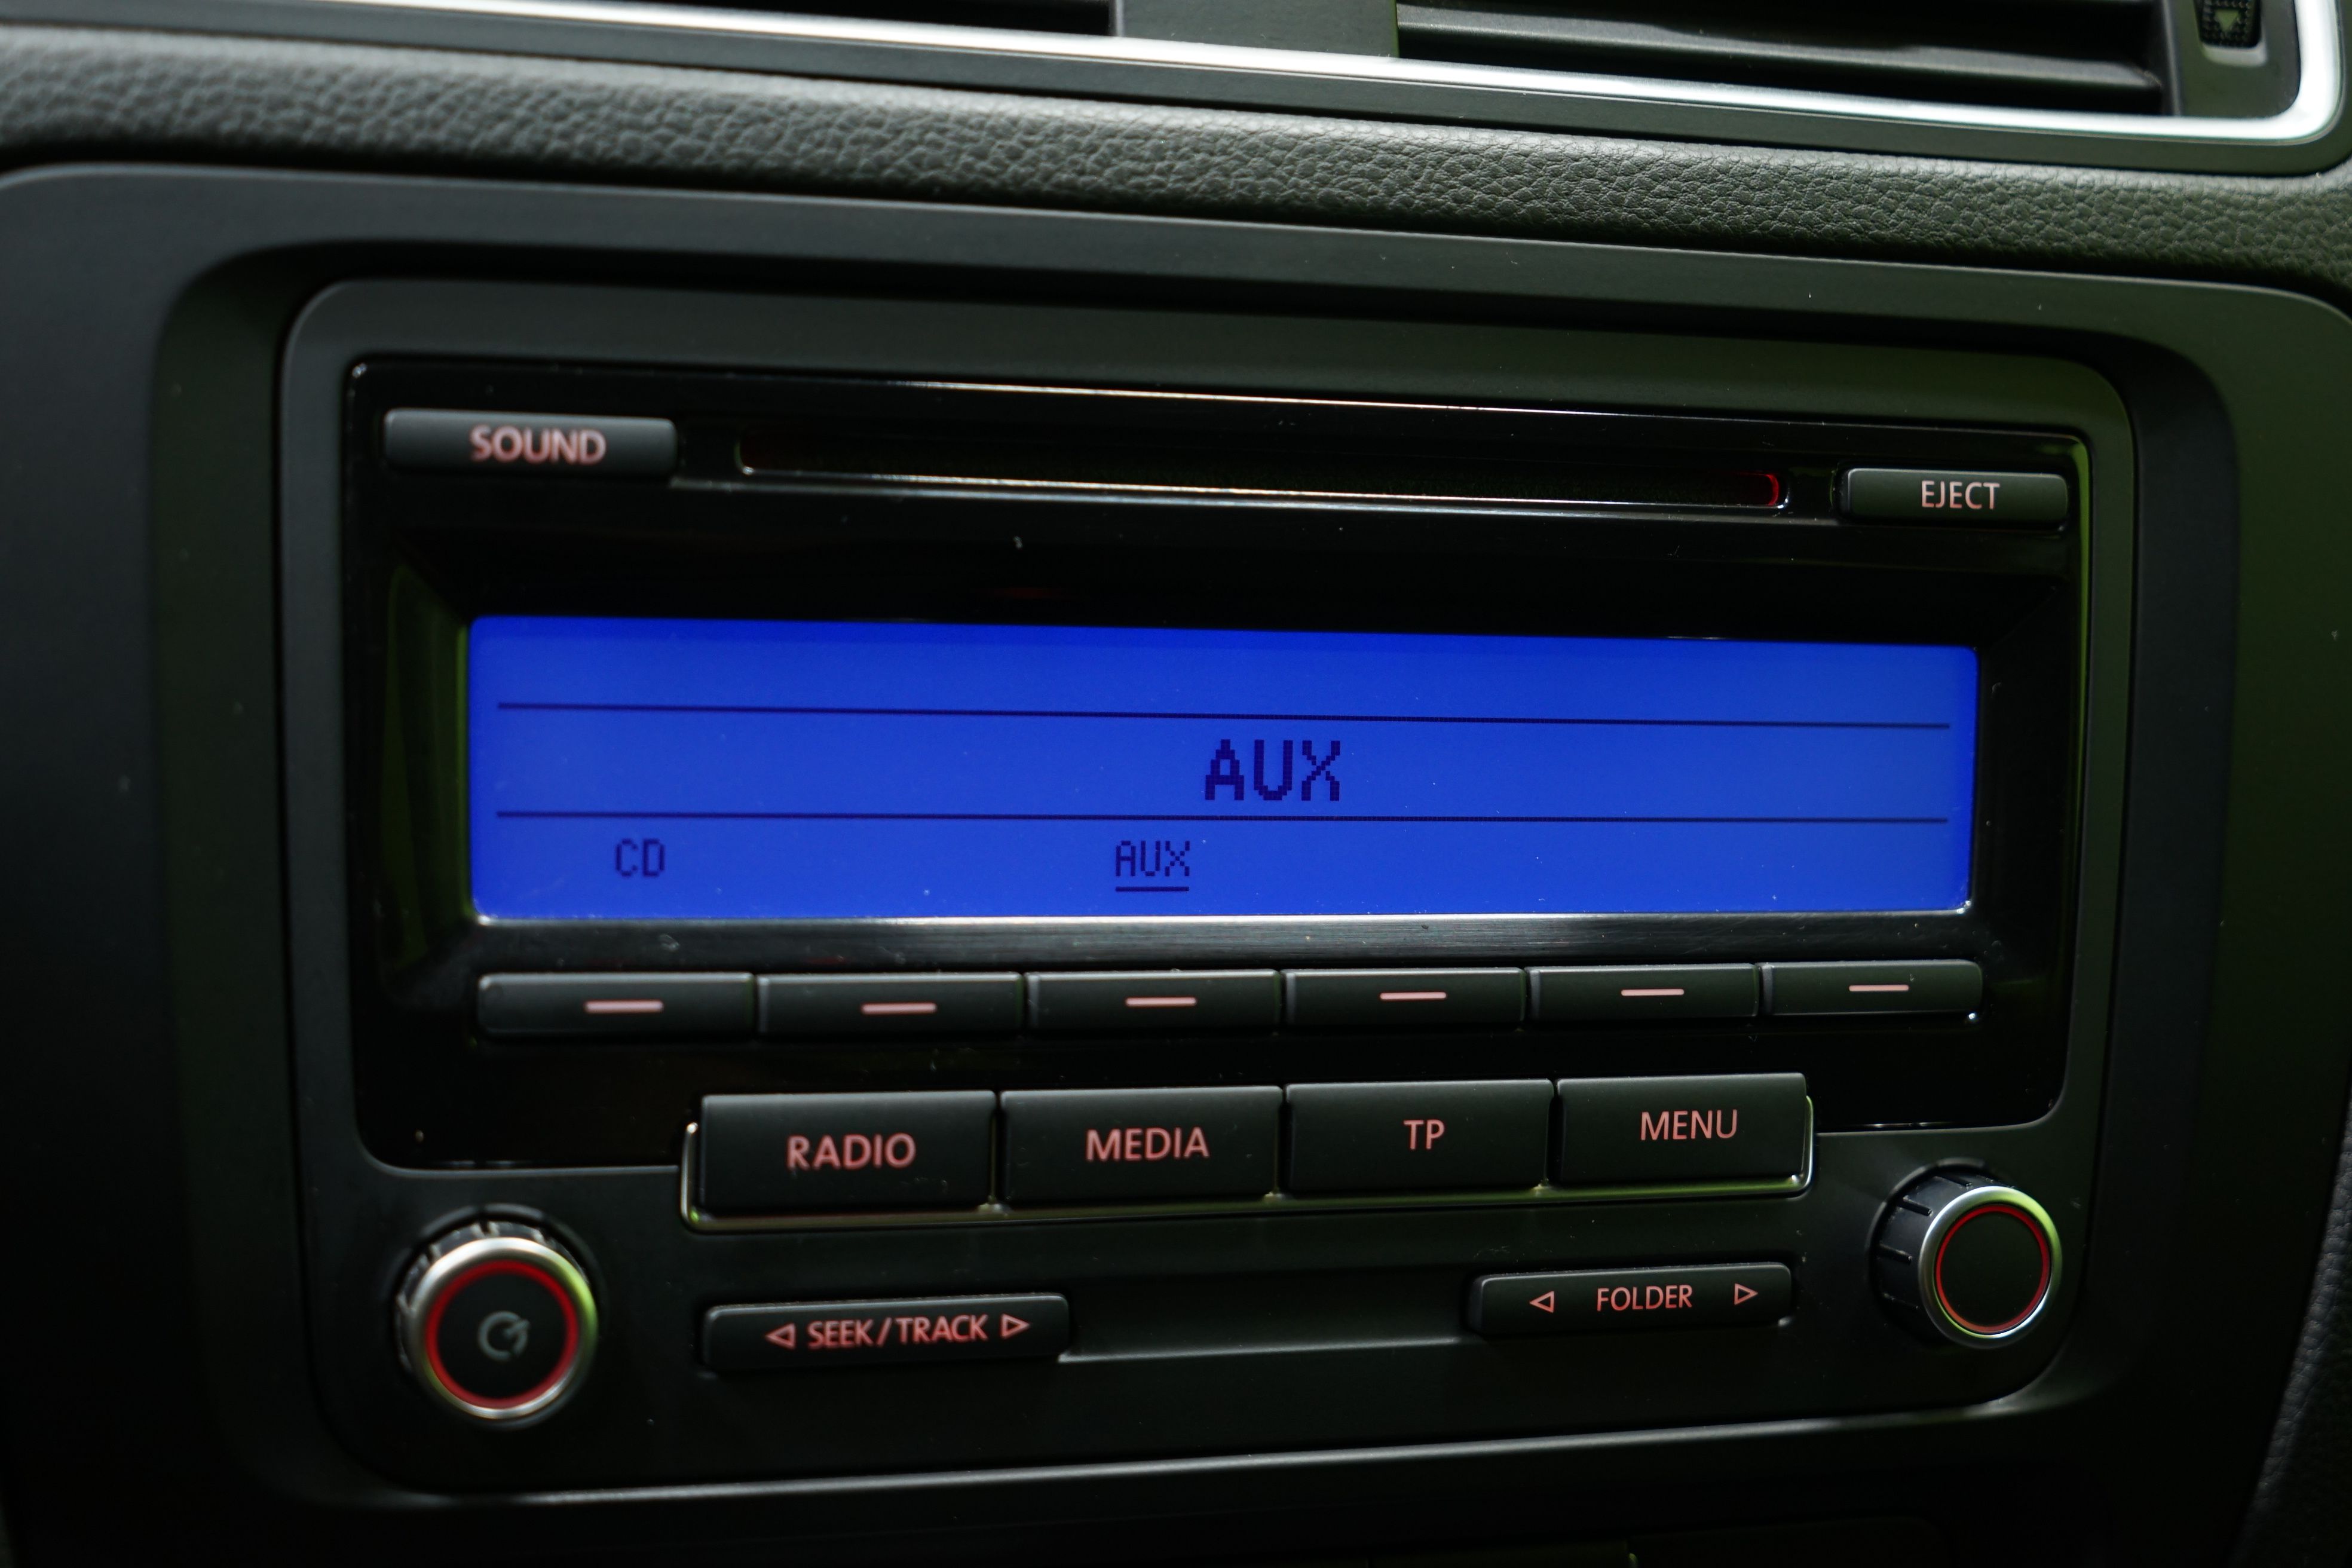 SOUND
EJECT
AUX
CD AUX
RADIO MEDIA TP MENU
SEEK/TRACK
FOLDER